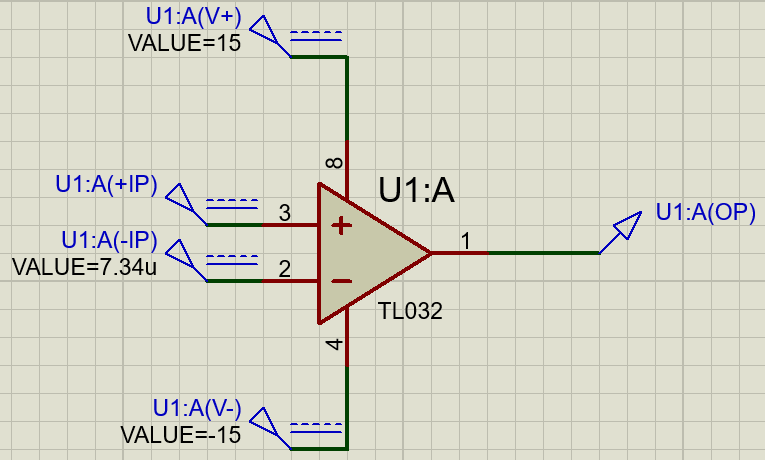 U1:A(V+)
VALUE=15
8
U1:A
U1:A(+IP)
3
U1:A(OP)
U1:A(-IP)
1
VALUE=7.34u
2
TL032
4
U1:A(V-)
VALUE=-15